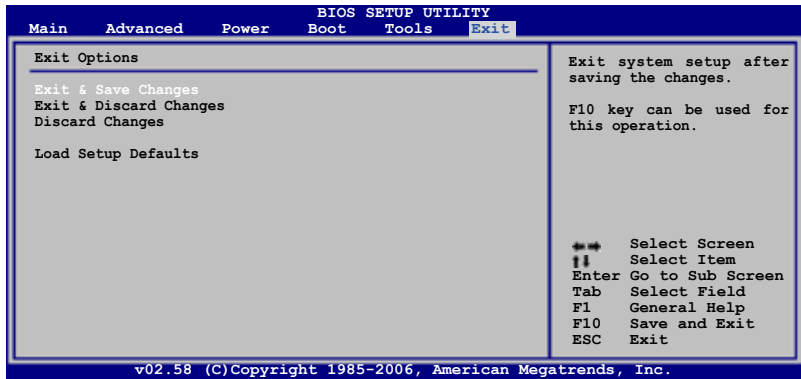 BIOS SETUP UTILITY
Main Advanced Power Boot Tools Exit
Exit Options
Exit & Save Changes
Exit & Discard Changes
Discard Changes
Load Setup Defaults
Exit system setup after
saving the changes.
F10 key can be used for
this operation.
Select Screen
Select Item
Enter Go to Sub Screen
Tab Select Field
F1 General Help
F10 Save and Exit
ESC Exit
v02.58 (C)Copyright 1985-2006, American Megatrends, Inc.